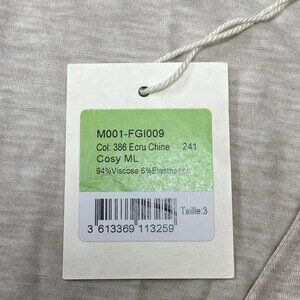 M001-FGI009
Col: 386 Ecru Chine 241
Cosy ML
94%Viscose 6%Elasthanne
Taille:3
3 613369 113259